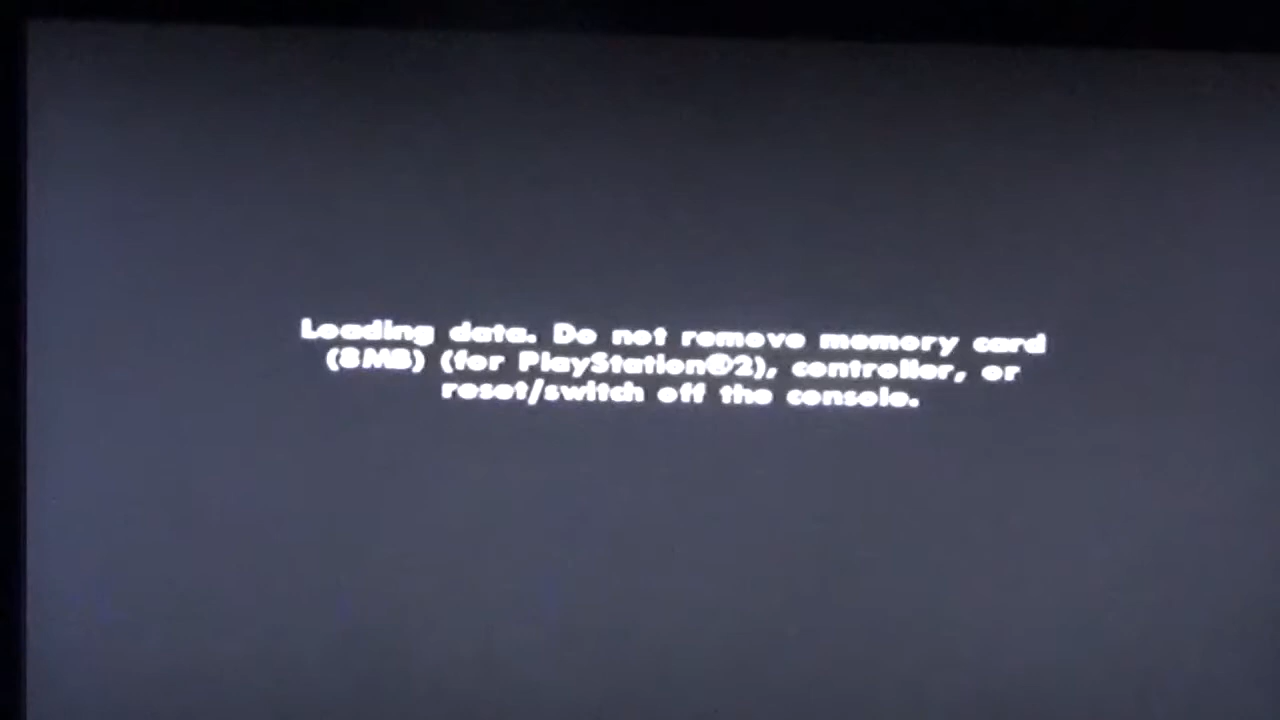 Loading data. Do not remove memory card
(8MB) (for PlayStation®2), controller, or
reset/switch off the console.